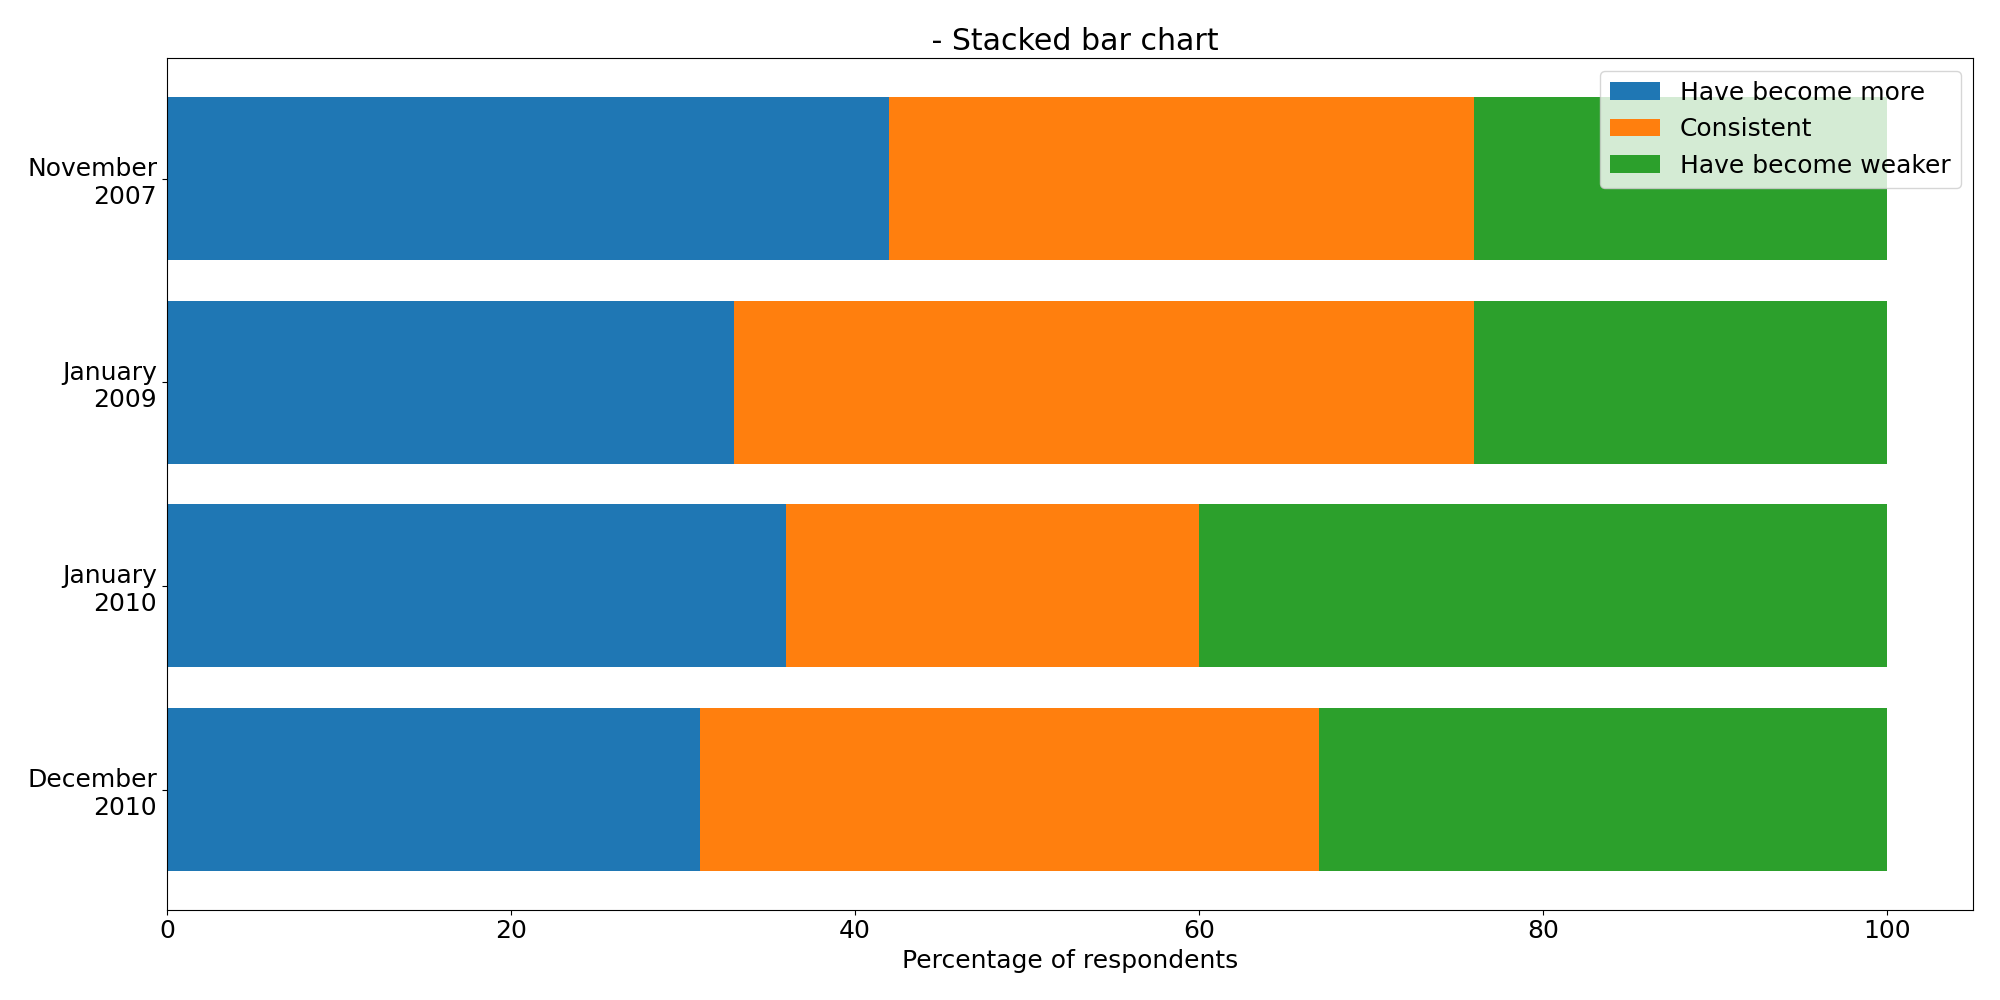 - Stacked bar chart
Have become more
Consistent
Have become weaker
November
2007
January
2009
January
2010
December
2010
0 20 40 60 80 100
Percentage of respondents